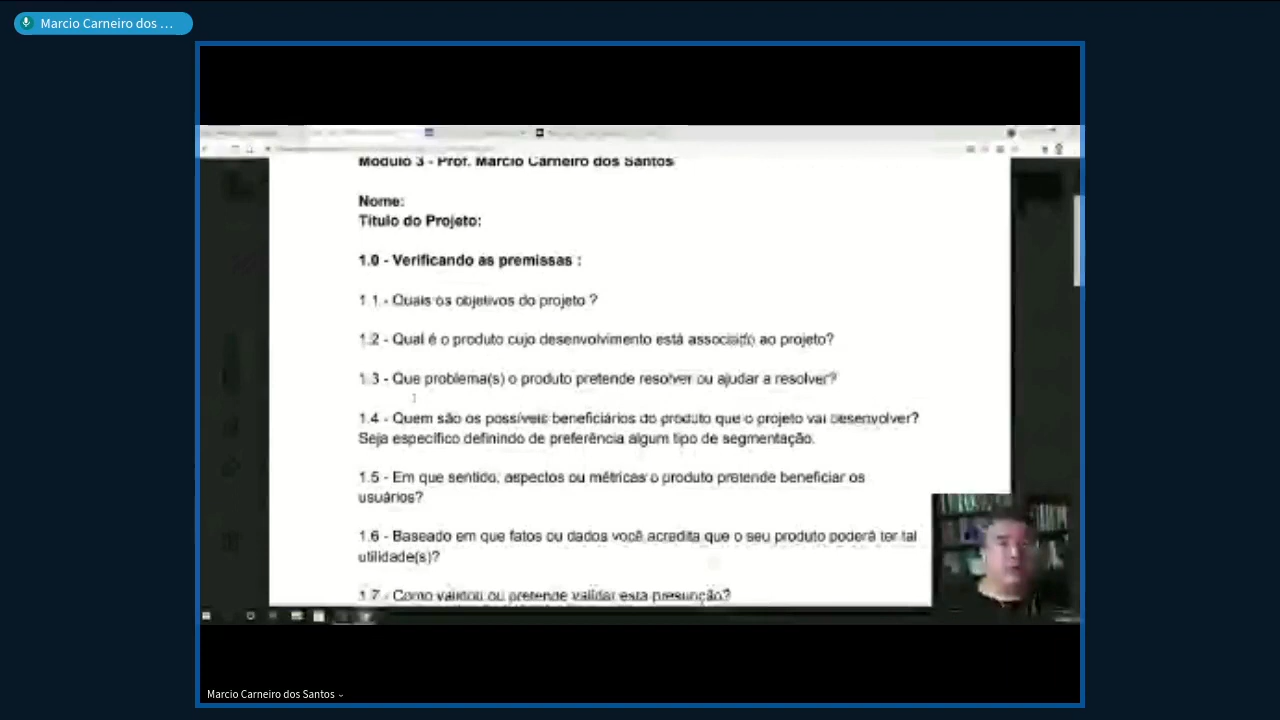 Marcio Carneiro dos ...
Módulo 3 - Prof. Marcio Carneiro dos Santos
Nome:
Título do Projeto:
1.0 - Verificando as premissas :
1.1 - Quais os objetivos do projeto ?
1.2 - Qual é o produto cujo desenvolvimento está associado ao projeto?
1.3 - Que problema(s) o produto pretende resolver ou ajudar a resolver?
1.4 - Quem são os possíveis beneficiários do produto que o projeto vai desenvolver?
Seja específico definindo de preferência algum tipo de segmentação.
1.5 - Em que sentido, aspectos ou métricas o produto pretende beneficiar os
usuários?
1.6 - Baseado em que fatos ou dados você acredita que o seu produto poderá ter tal
utilidade(s)?
1.7 - Como validou ou pretende validar esta presunção?
Marcio Carneiro dos Santos